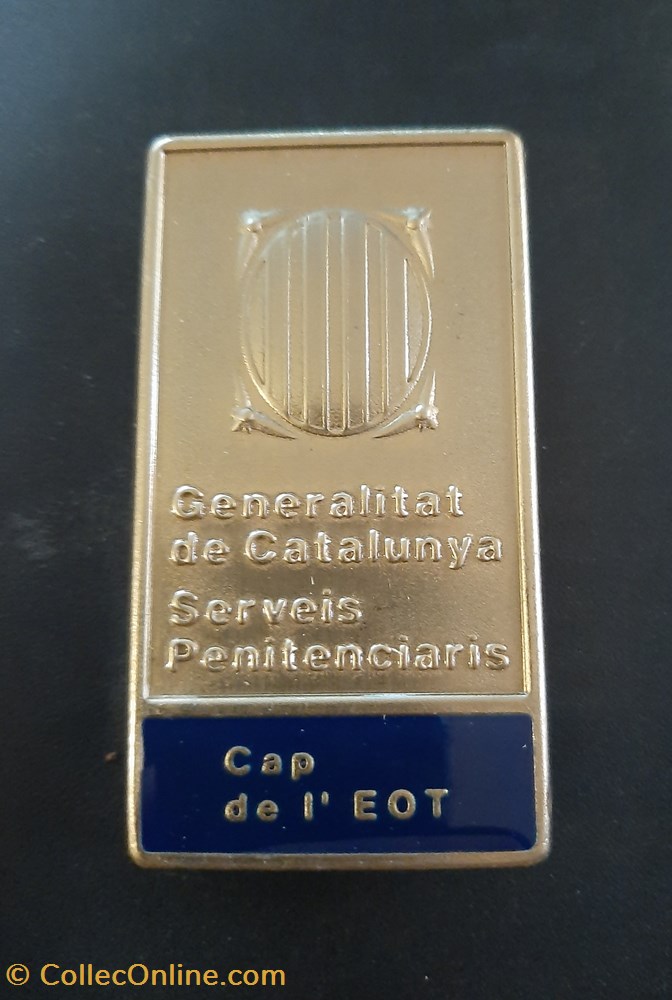 Generalitat
de Catalunya
Serveis
Penitenciaris
Cap
de l' EOT
© CollecOnline.com